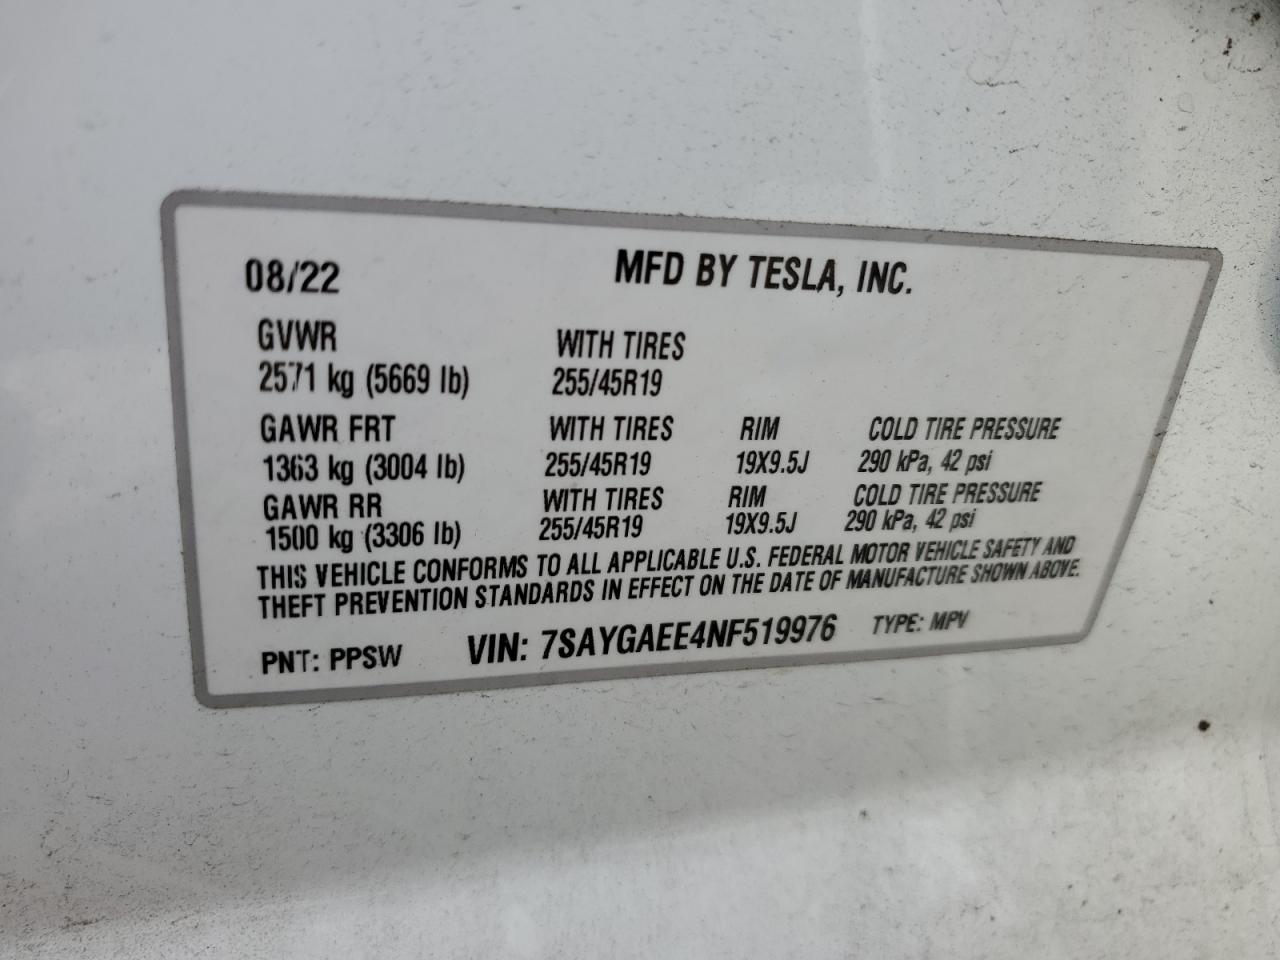 08/22 MFD BY TESLA, INC.
GVWR WITH TIRES
2571 kg (5669 lb) 255/45R19
GAWR FRT WITH TIRES RIM COLD TIRE PRESSURE
1363 kg (3004 lb) 255/45R19 19X9.5J 290 kPa, 42 psi
GAWR RR WITH TIRES RIM COLD TIRE PRESSURE
1500 kg (3306 lb) 255/45R19 19X9.5J 290 kPa, 42 psi
THIS VEHICLE CONFORMS TO ALL APPLICABLE U.S. FEDERAL MOTOR VEHICLE SAFETY AND
THEFT PREVENTION STANDARDS IN EFFECT ON THE DATE OF MANUFACTURE SHOWN ABOVE.
PNT: PPSW VIN: 7SAYGAEE4NF519976 TYPE: MPV